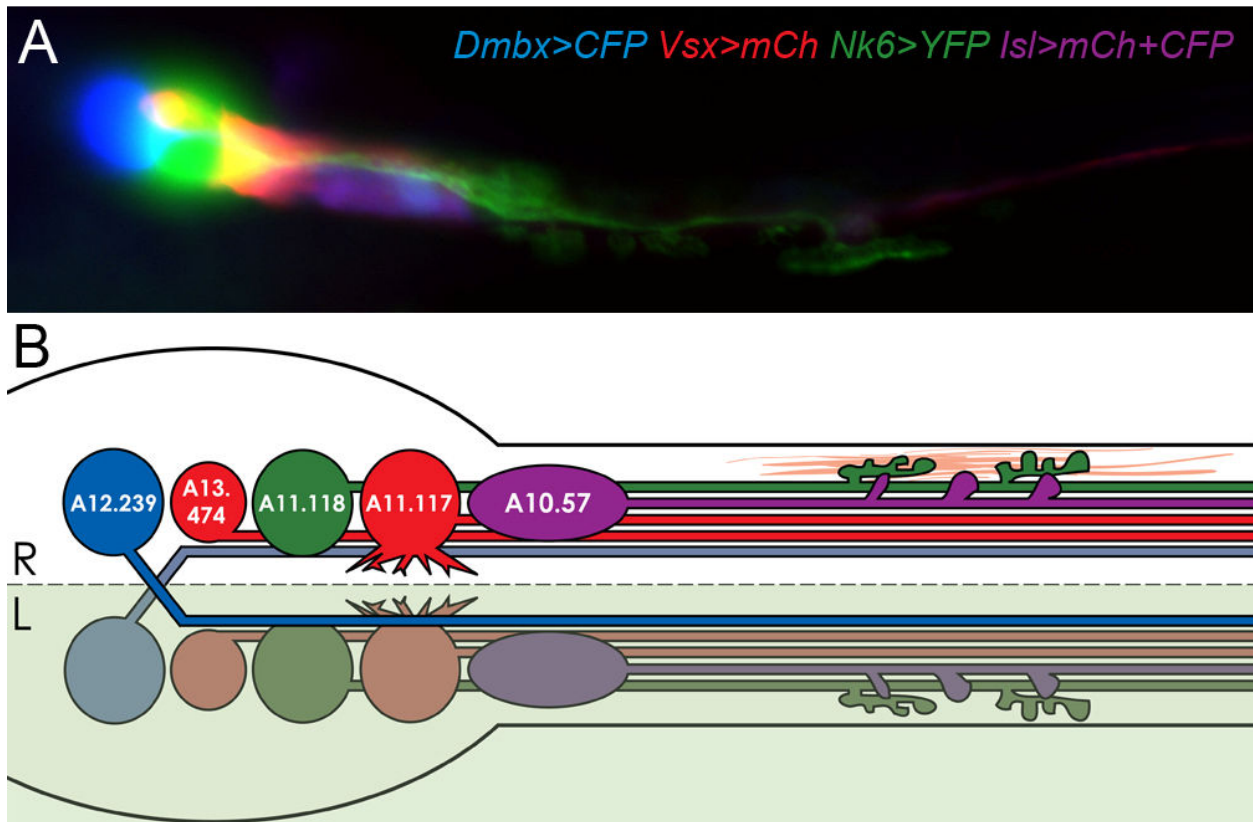 A
Dmbx>CFP Vsx>mCh Nk6>YFP Isl>mCh+CFP
B
A12.239
A13.
474
A11.118
A11.117
A10.57
R
L